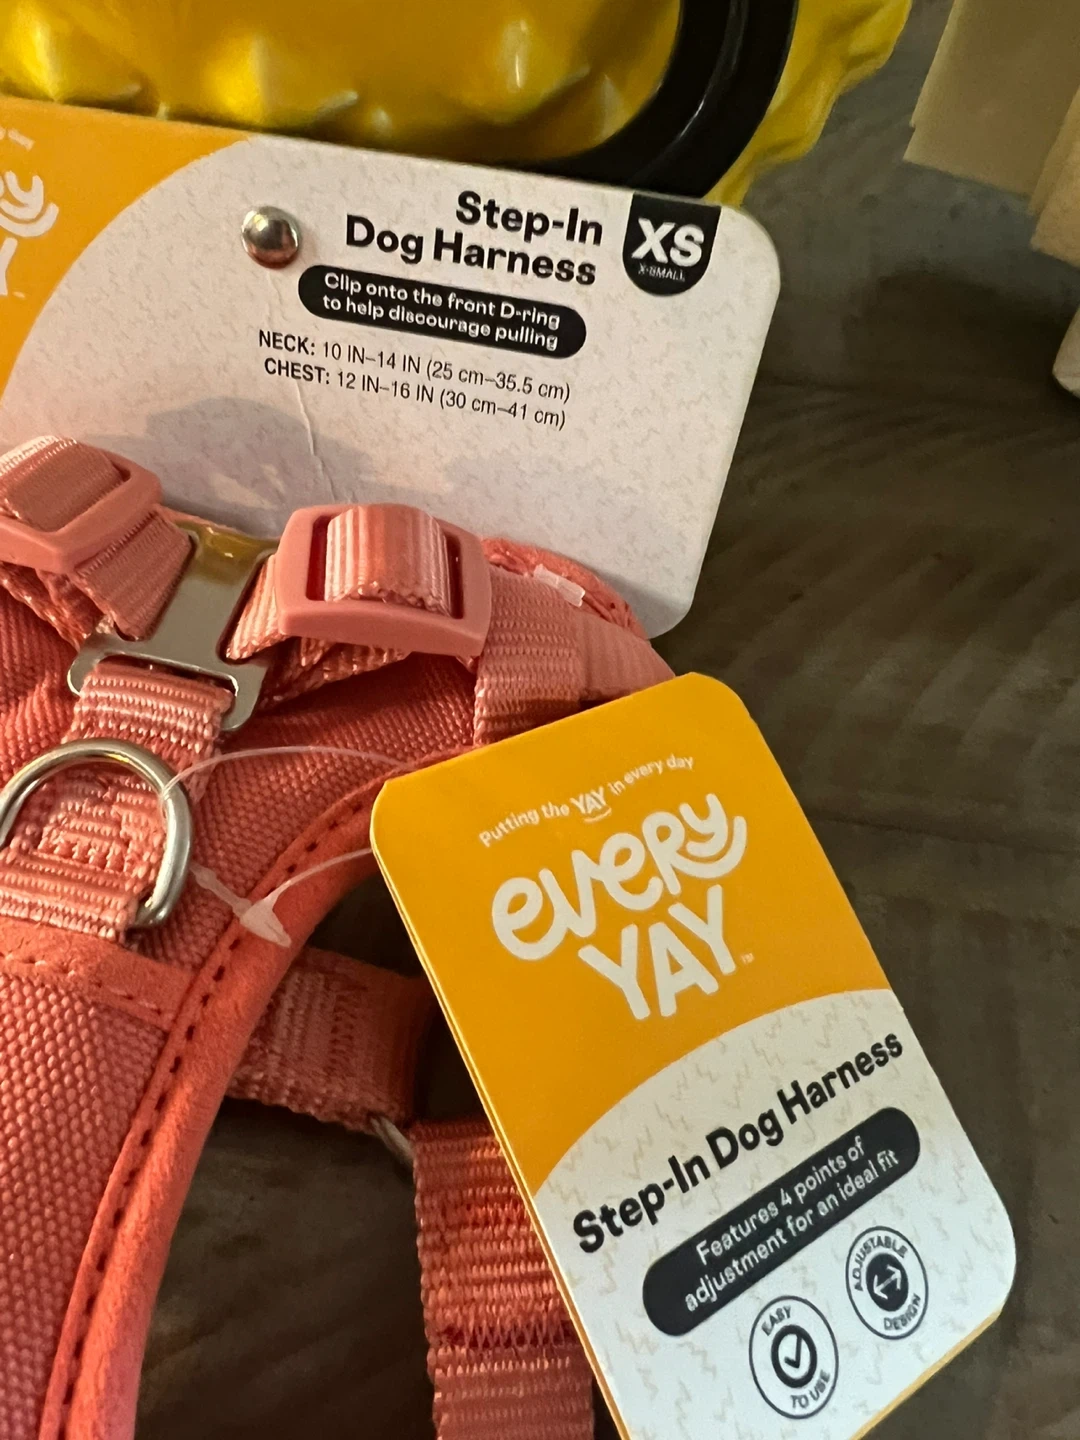 Step-In
Dog Harness
XS
X-SMALL
Clip onto the front D-ring
to help discourage pulling
NECK: 10 IN–14 IN (25 cm–35.5 cm)
CHEST: 12 IN–16 IN (30 cm–41 cm)
Putting the YAY in every day
every
YAY
™
Step-In Dog Harness
Features 4 points of
adjustment for an ideal fit
ADJUSTABLE
DESIGN
EASY
TO USE